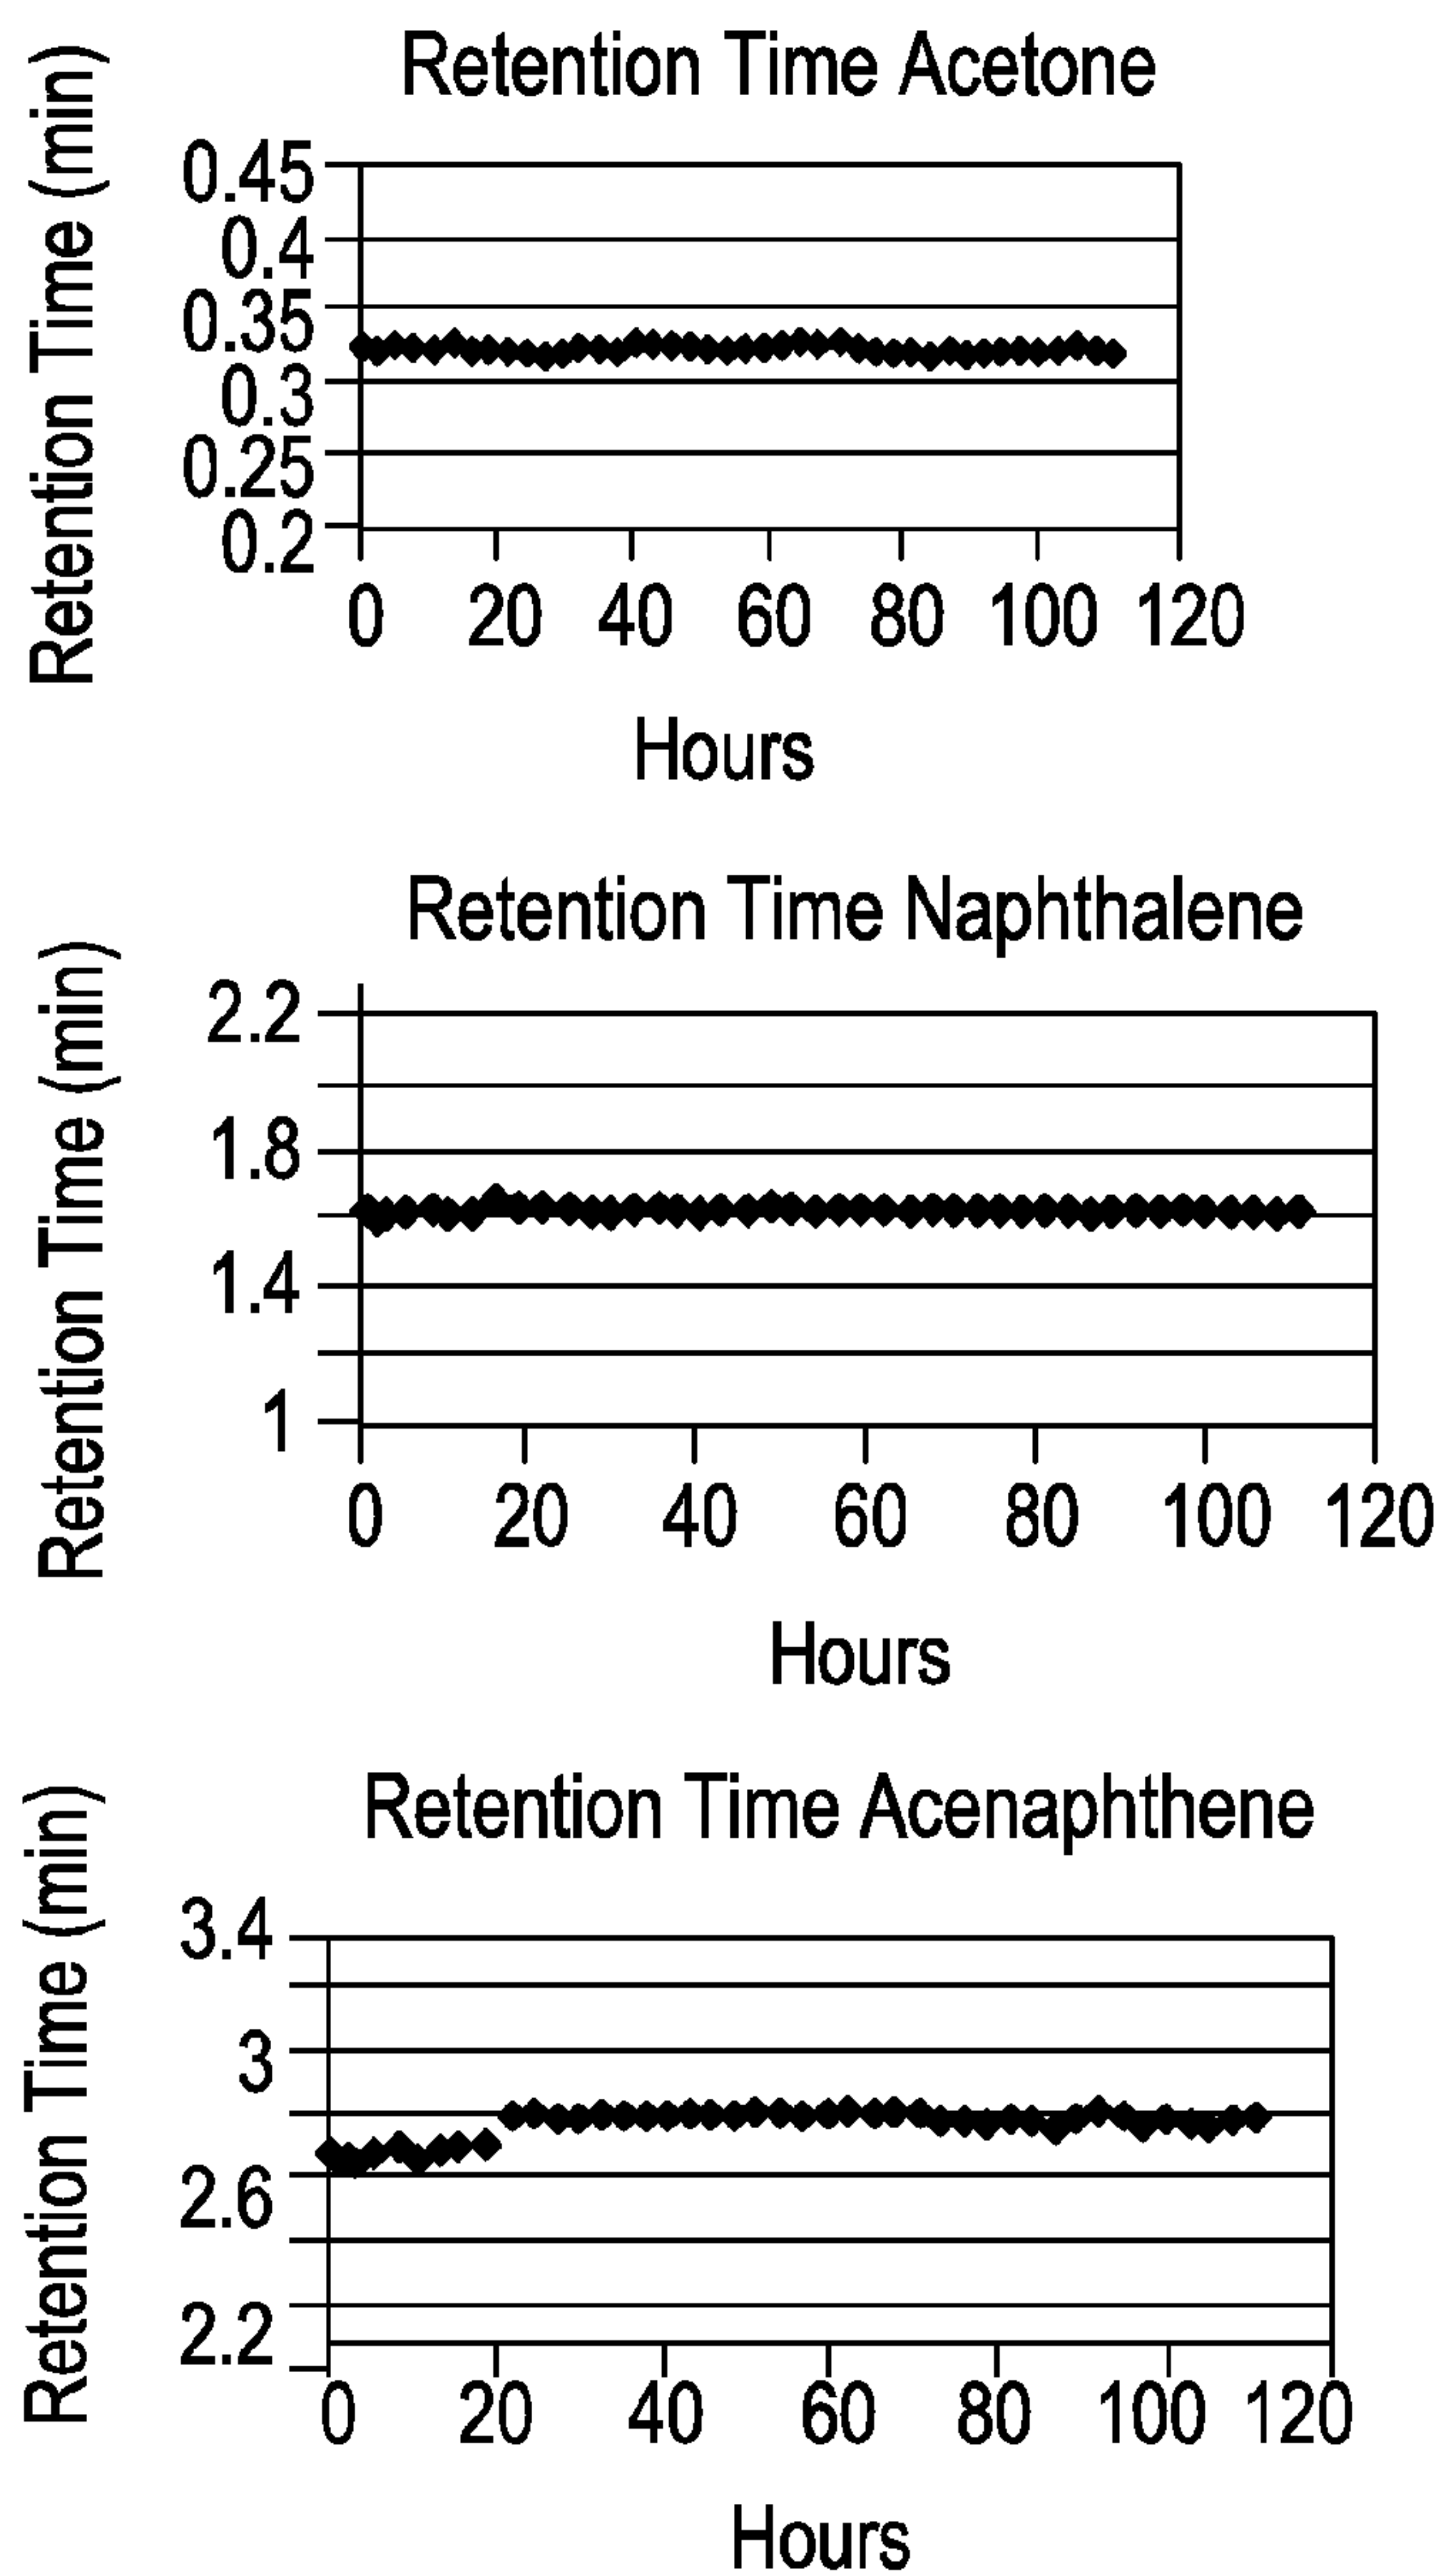 Retention Time Acetone
Retention Time (min)
0.45
0.4
0.35
0.3
0.25
0.2
0 20 40 60 80 100 120
Hours
Retention Time Naphthalene
Retention Time (min)
2.2
1.8
1.4
1
0 20 40 60 80 100 120
Hours
Retention Time Acenaphthene
Retention Time (min)
3.4
3
2.6
2.2
0 20 40 60 80 100 120
Hours